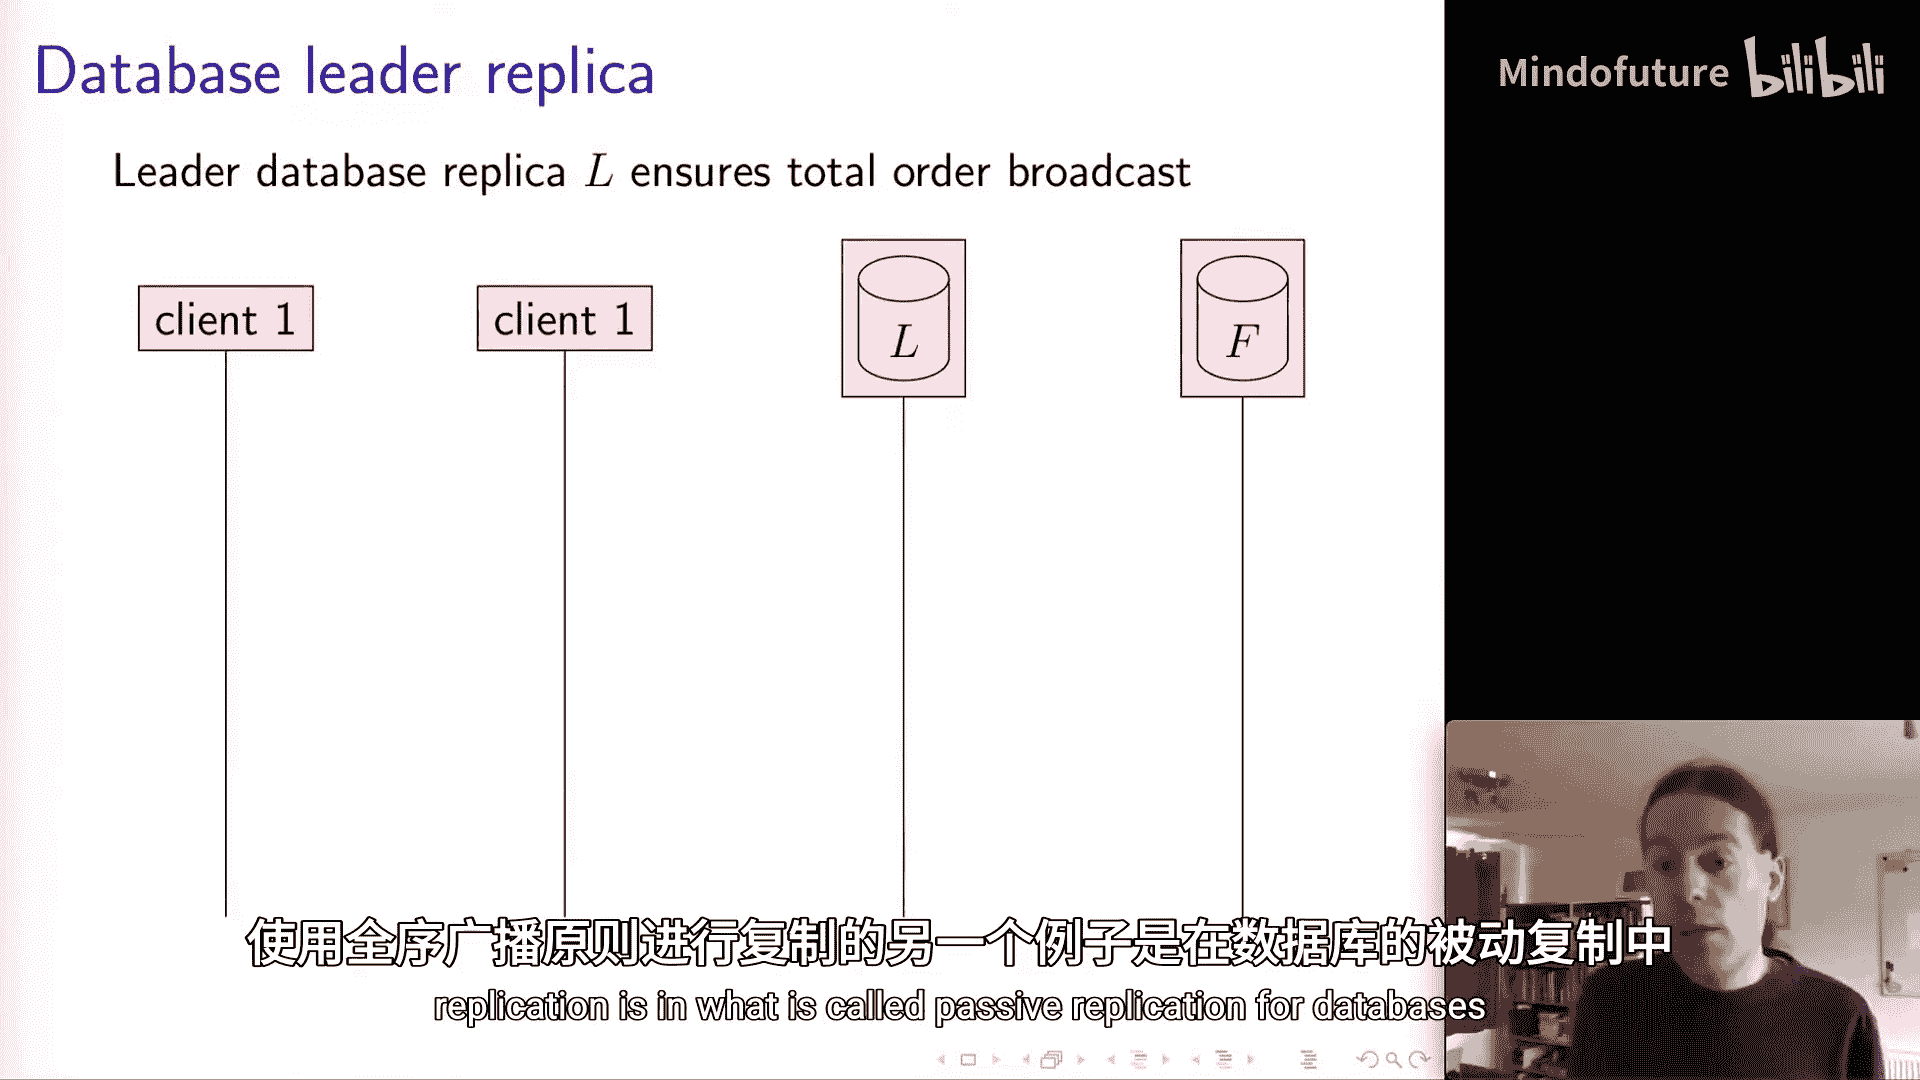 Database leader replica
Mindofuture bilibili
Leader database replica L ensures total order broadcast
client 1
client 1
L
F
使用全序广播原则进行复制的另一个例子是在数据库的被动复制中
replication is in what is called passive replication for databases